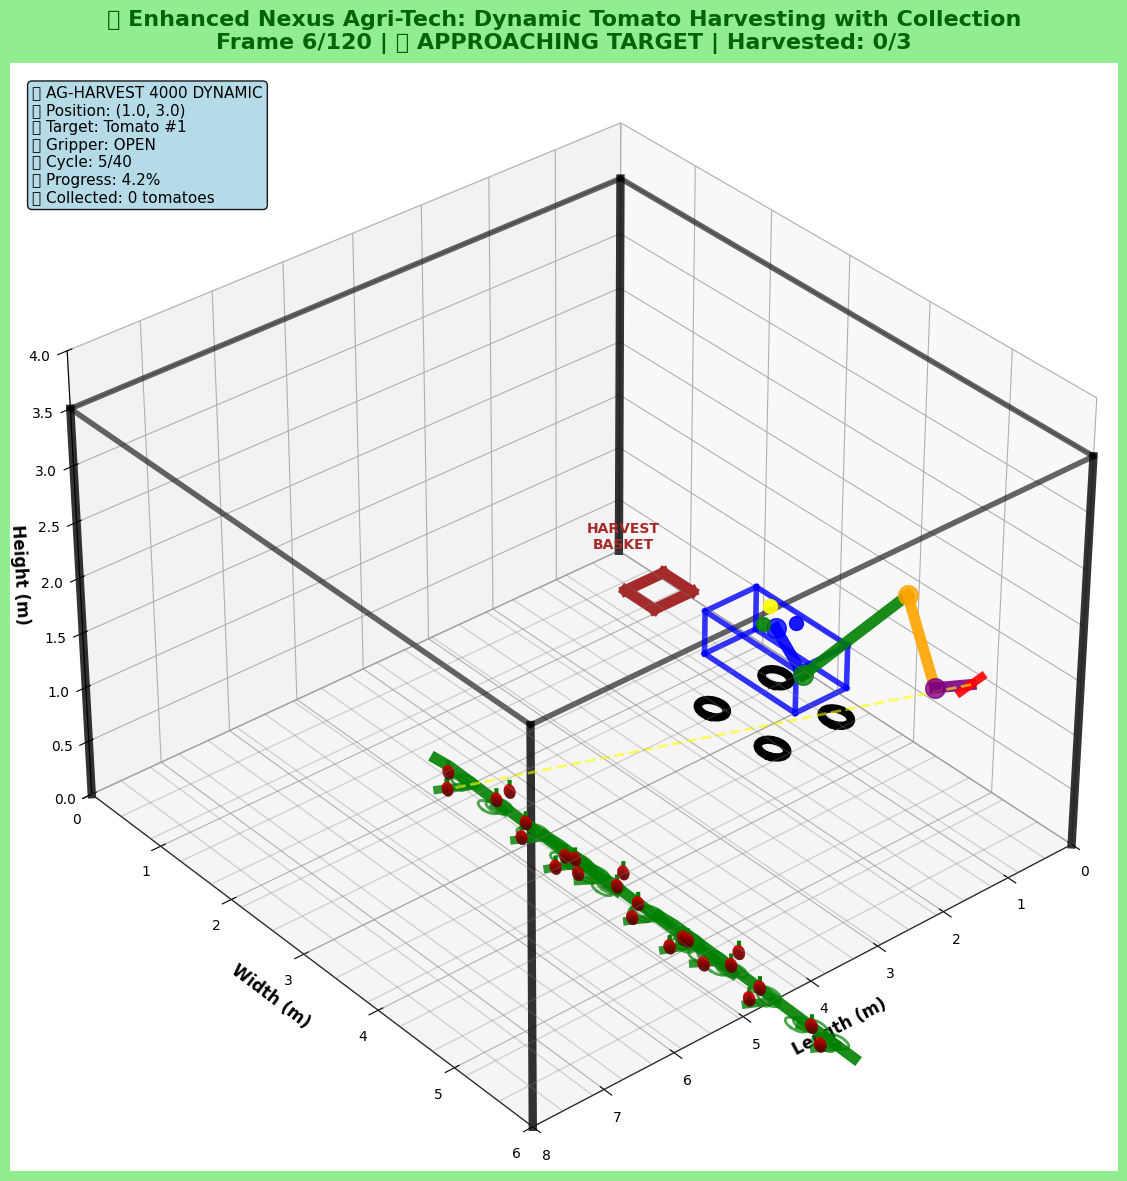 ▯ Enhanced Nexus Agri-Tech: Dynamic Tomato Harvesting with Collection
Frame 6/120 | ▯ APPROACHING TARGET | Harvested: 0/3
▯ AG-HARVEST 4000 DYNAMIC
▯ Position: (1.0, 3.0)
▯ Target: Tomato #1
▯ Gripper: OPEN
▯ Cycle: 5/40
▯ Progress: 4.2%
▯ Collected: 0 tomatoes
4.0
3.5
3.0
2.5
2.0
1.5
1.0
0.5
0.0
Height (m)
HARVEST
BASKET
0
1
2
3
4
5
6
Width (m)
0
1
2
3
4
5
6
7
8
Length (m)